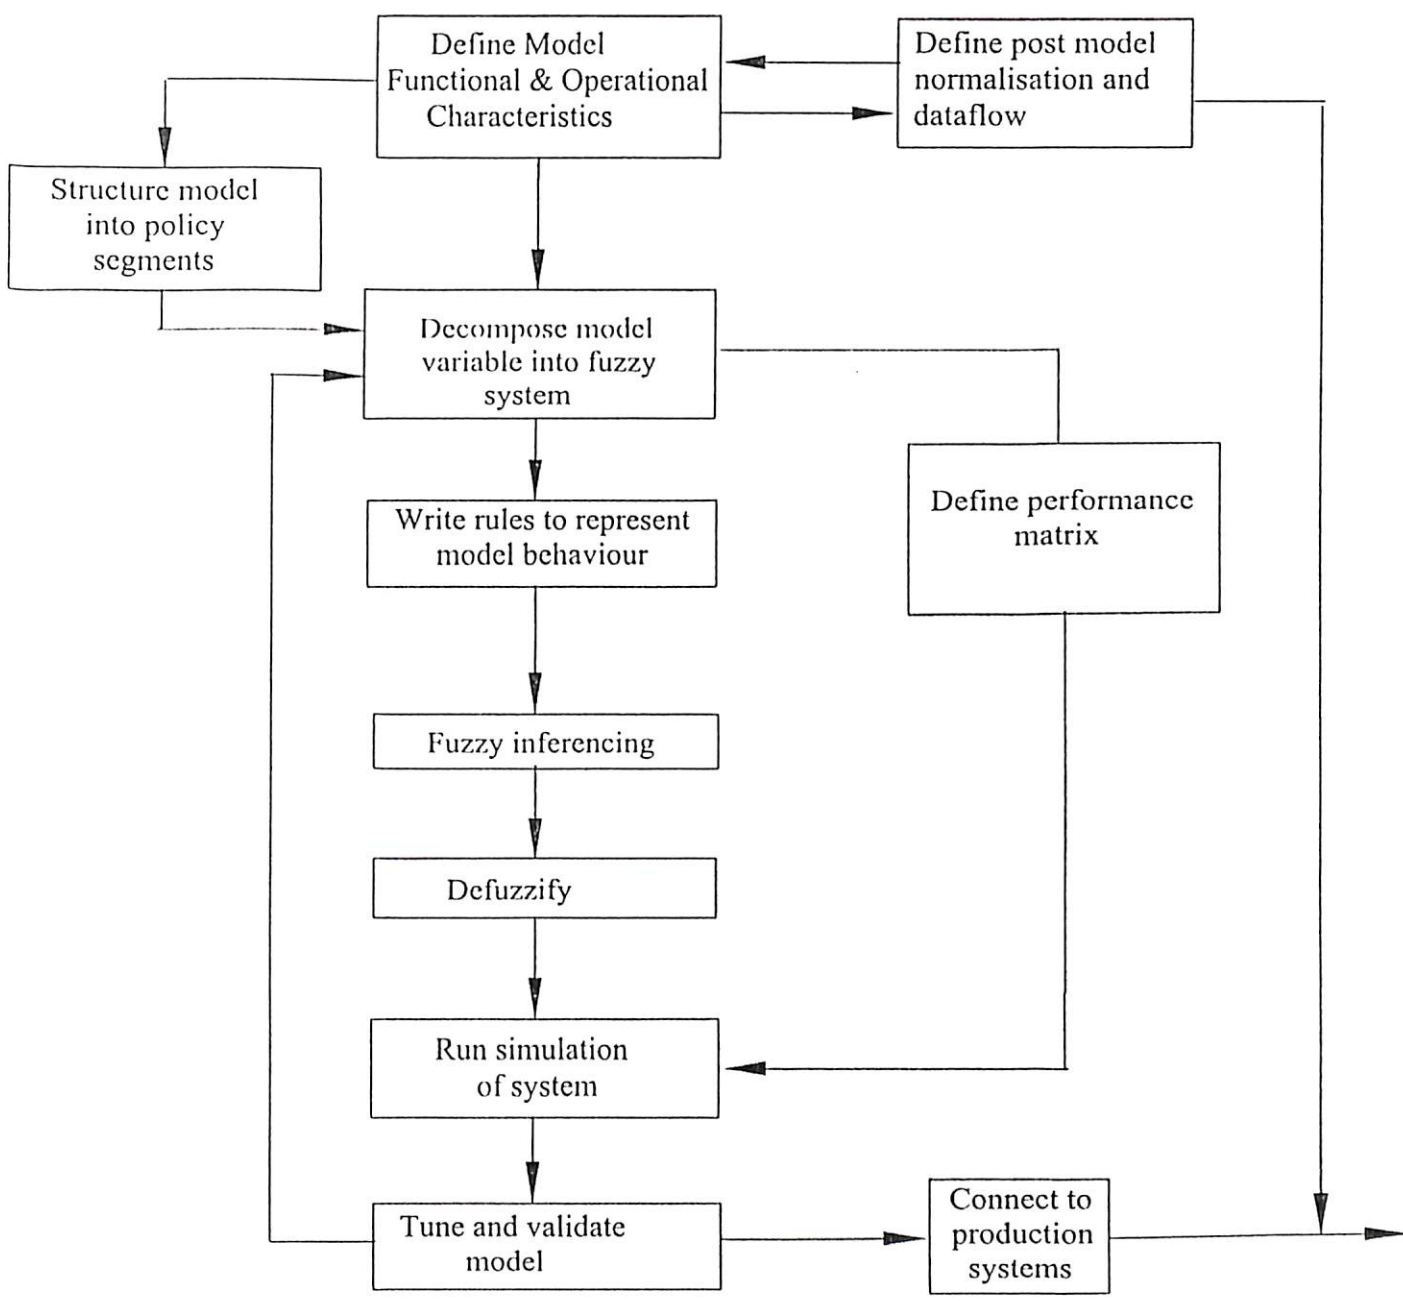 Define Model
Functional & Operational
Characteristics
Define post model
normalisation and
dataflow
Structure model
into policy
segments
Decompose model
variable into fuzzy
system
Define performance
matrix
Write rules to represent
model behaviour
Fuzzy inferencing
Defuzzify
Run simulation
of system
Tune and validate
model
Connect to
production
systems